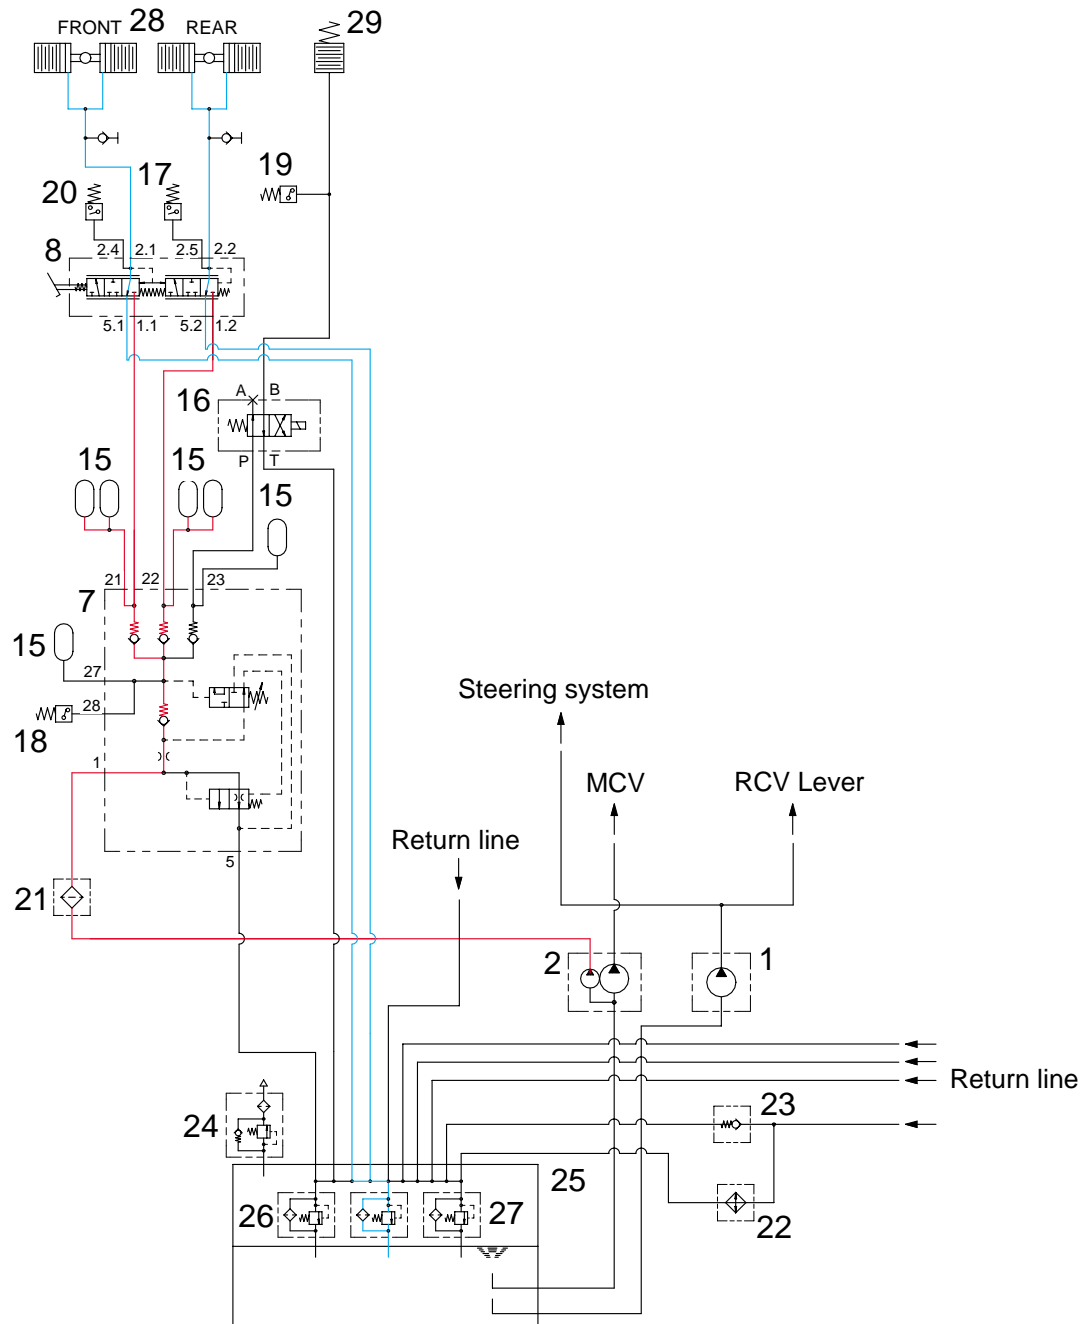 FRONT 28 REAR 29
20 17 19
8 2.4 2.1 2.5 2.2
5.1 1.1 5.2 1.2
16 A B
P T
15 15 15
21 22 23
7
15
27
28
18
1
5
21
Steering system
MCV RCV Lever
Return line
2 1
Return line
23
24
25
26 27
22